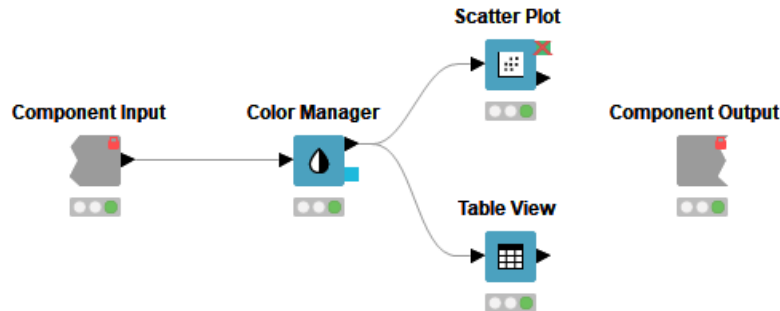 Scatter Plot
Component Input
Color Manager
Component Output
Table View